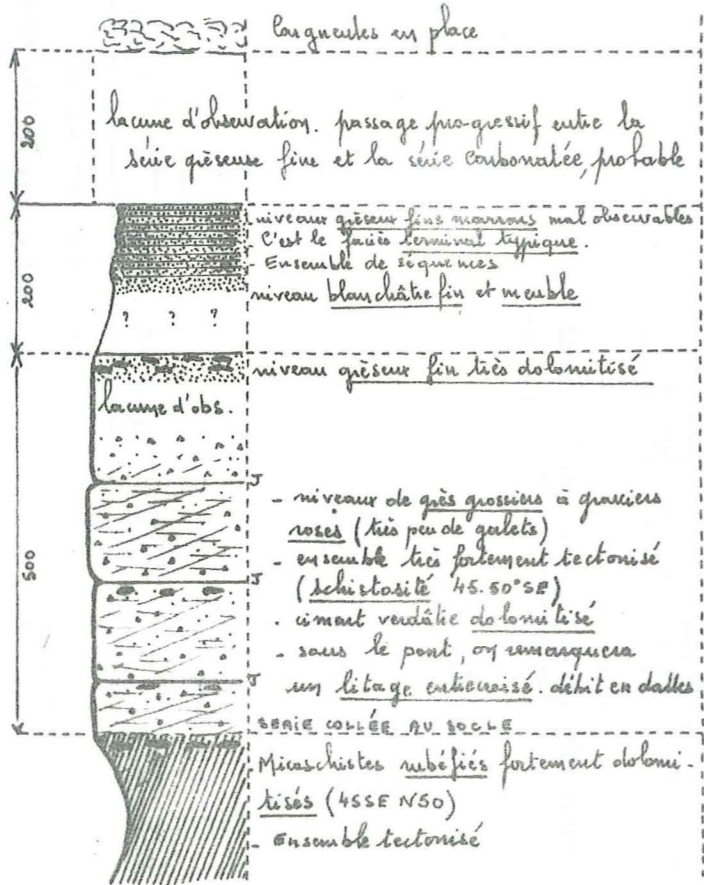 Cargneules en place
200
lacune d'observation. passage progressif entre la
série gréseuse fine et la série carbonatée, probable
200
- niveaux gréseux fins marrons mal observables
- C'est le faciès terminal typique.
- Ensemble de séquences
niveau blanchâtre fin et meuble
? ? ?
niveau gréseux fin très dolomitisé
lacune d'obs.
J
500
- niveaux de grès grossiers à graviers
roses (très peu de galets)
- ensemble très fortement tectonisé
(schistosité 45.50°SE)
J
- ciment verdâtre dolomitisé
- sous le pont, on remarquera
un litage entrecroisé. débit en dalles
J
SERIE COLLÉE AU SOCLE
- Micaschistes rubéfiés fortement dolomi-
tisés (45SE N50)
- Ensemble tectonisé